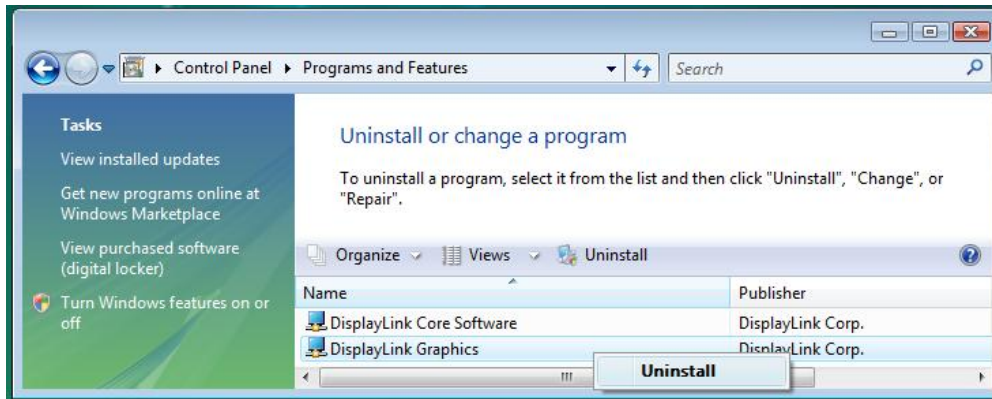 Control Panel ▸ Programs and Features
Search
Tasks
View installed updates
Get new programs online at
Windows Marketplace
View purchased software
(digital locker)
Turn Windows features on or
off
Uninstall or change a program
To uninstall a program, select it from the list and then click "Uninstall", "Change", or
"Repair".
Organize Views Uninstall
Name Publisher
DisplayLink Core Software DisplayLink Corp.
DisplayLink Graphics DisplayLink Corp.
Uninstall